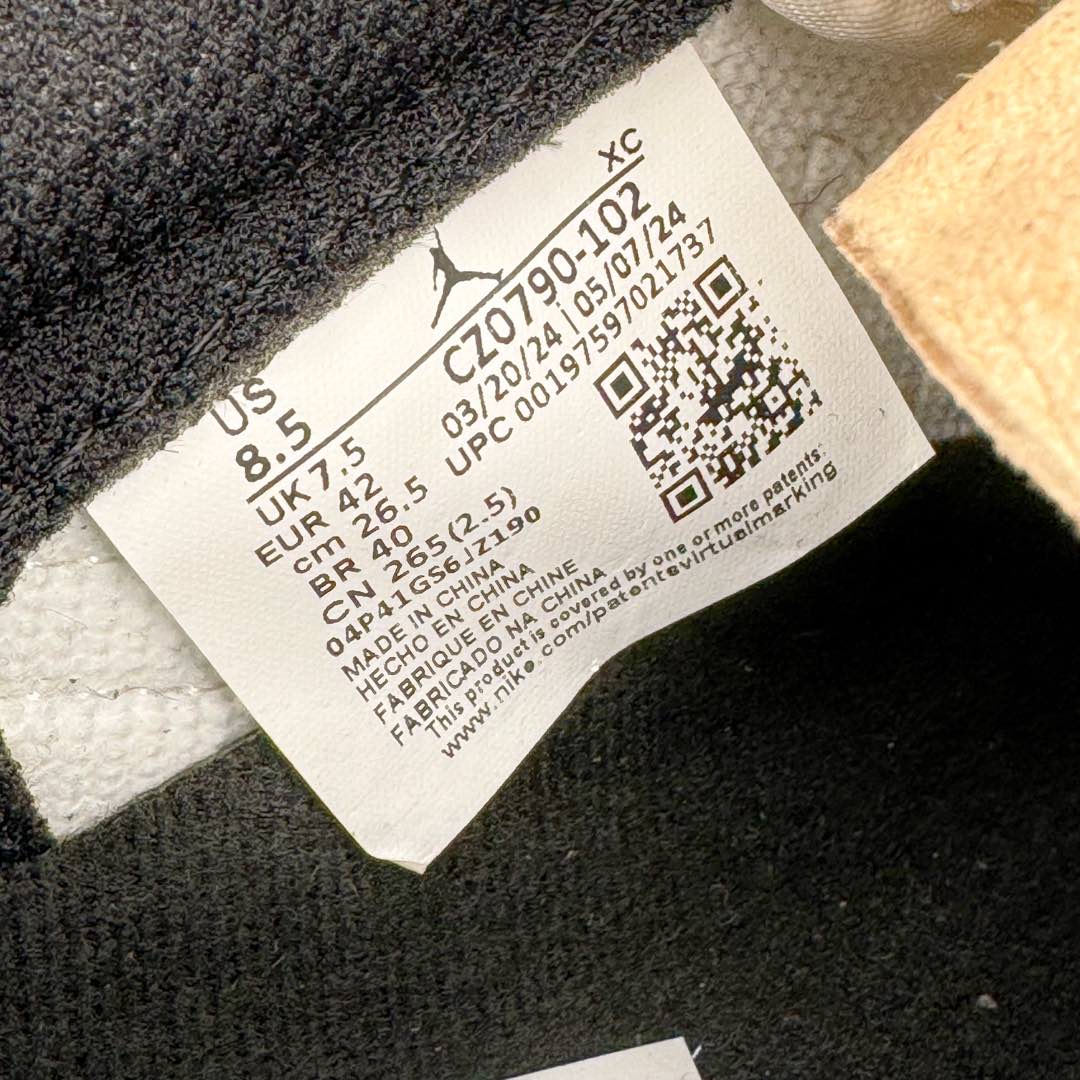 XC
US
8.5
CZ0790-102
UK 7.5
03/20/24 | 05/07/24
EUR 42
UPC 00197597021737
cm 26.5
BR 40
CN 265(2.5)
04P41GS6JZ190
MADE IN CHINA
HECHO EN CHINA
FABRIQUE EN CHINE
FABRICADO NA CHINA
This product is covered by one or more patents:
www.nike.com/patentsvirtualmarking